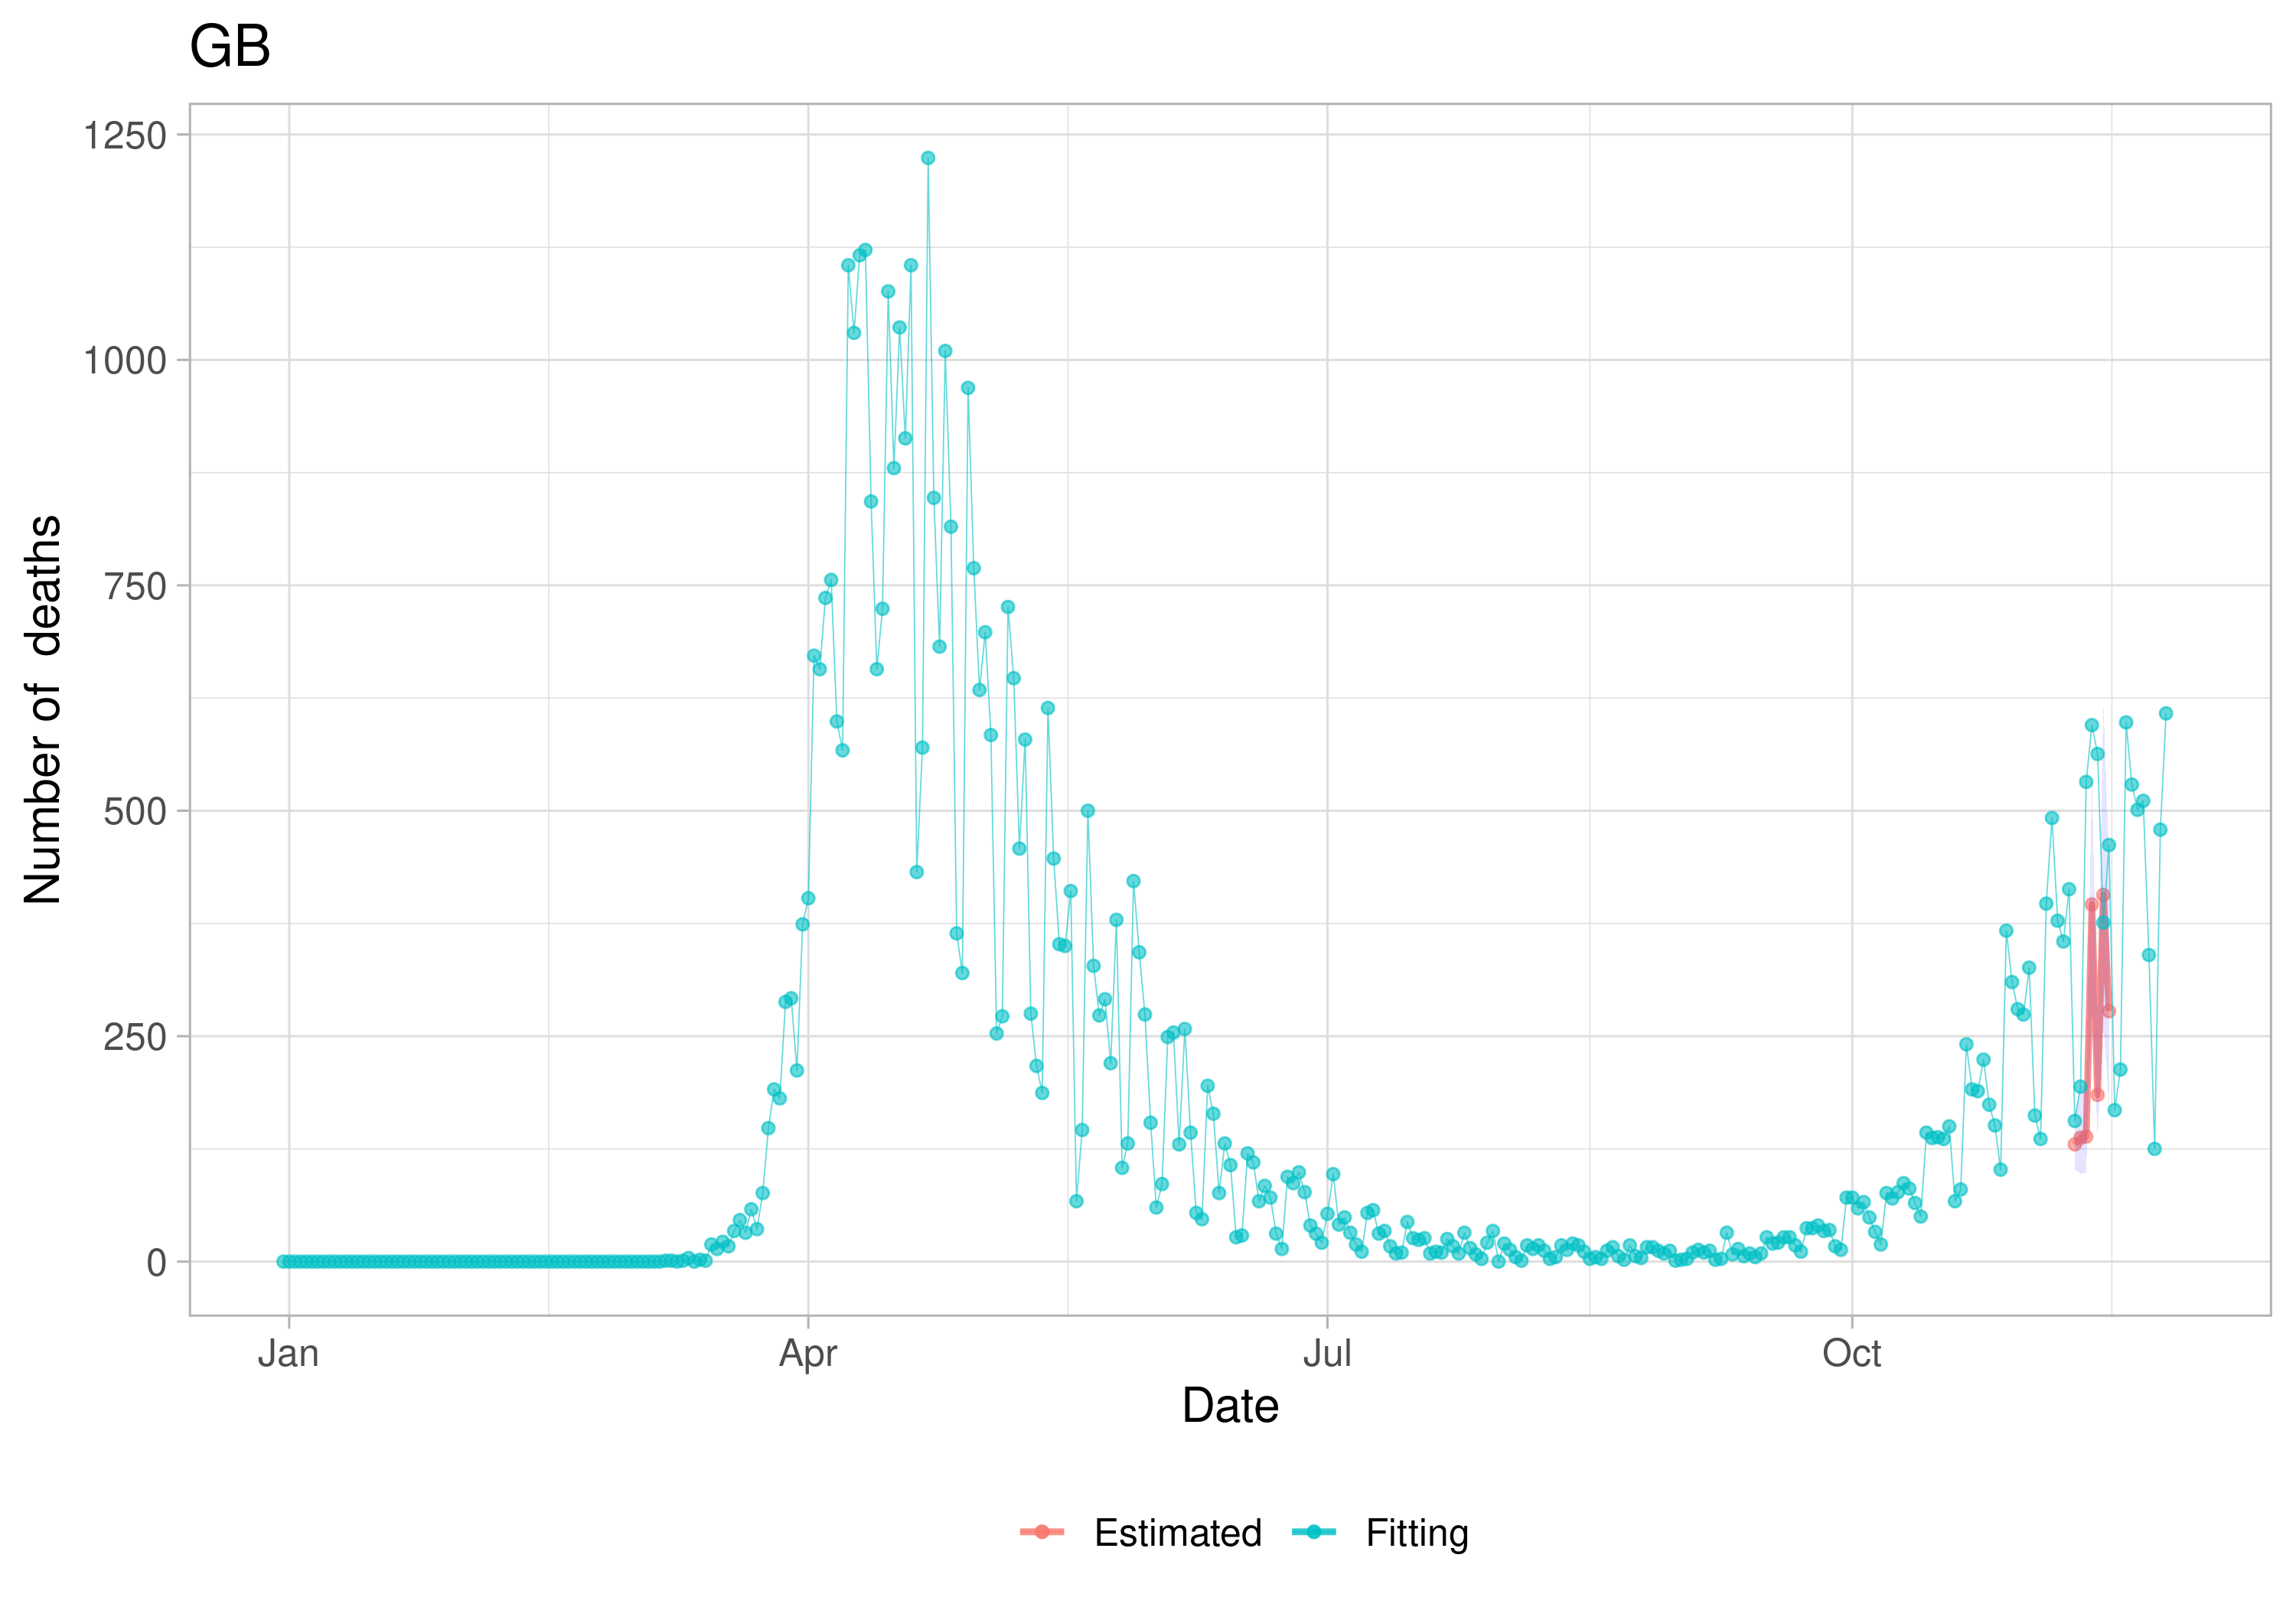 GB
1250
1000
750
500
250
0
Number of deaths
Jan Apr Jul Oct
Date
Estimated Fitting